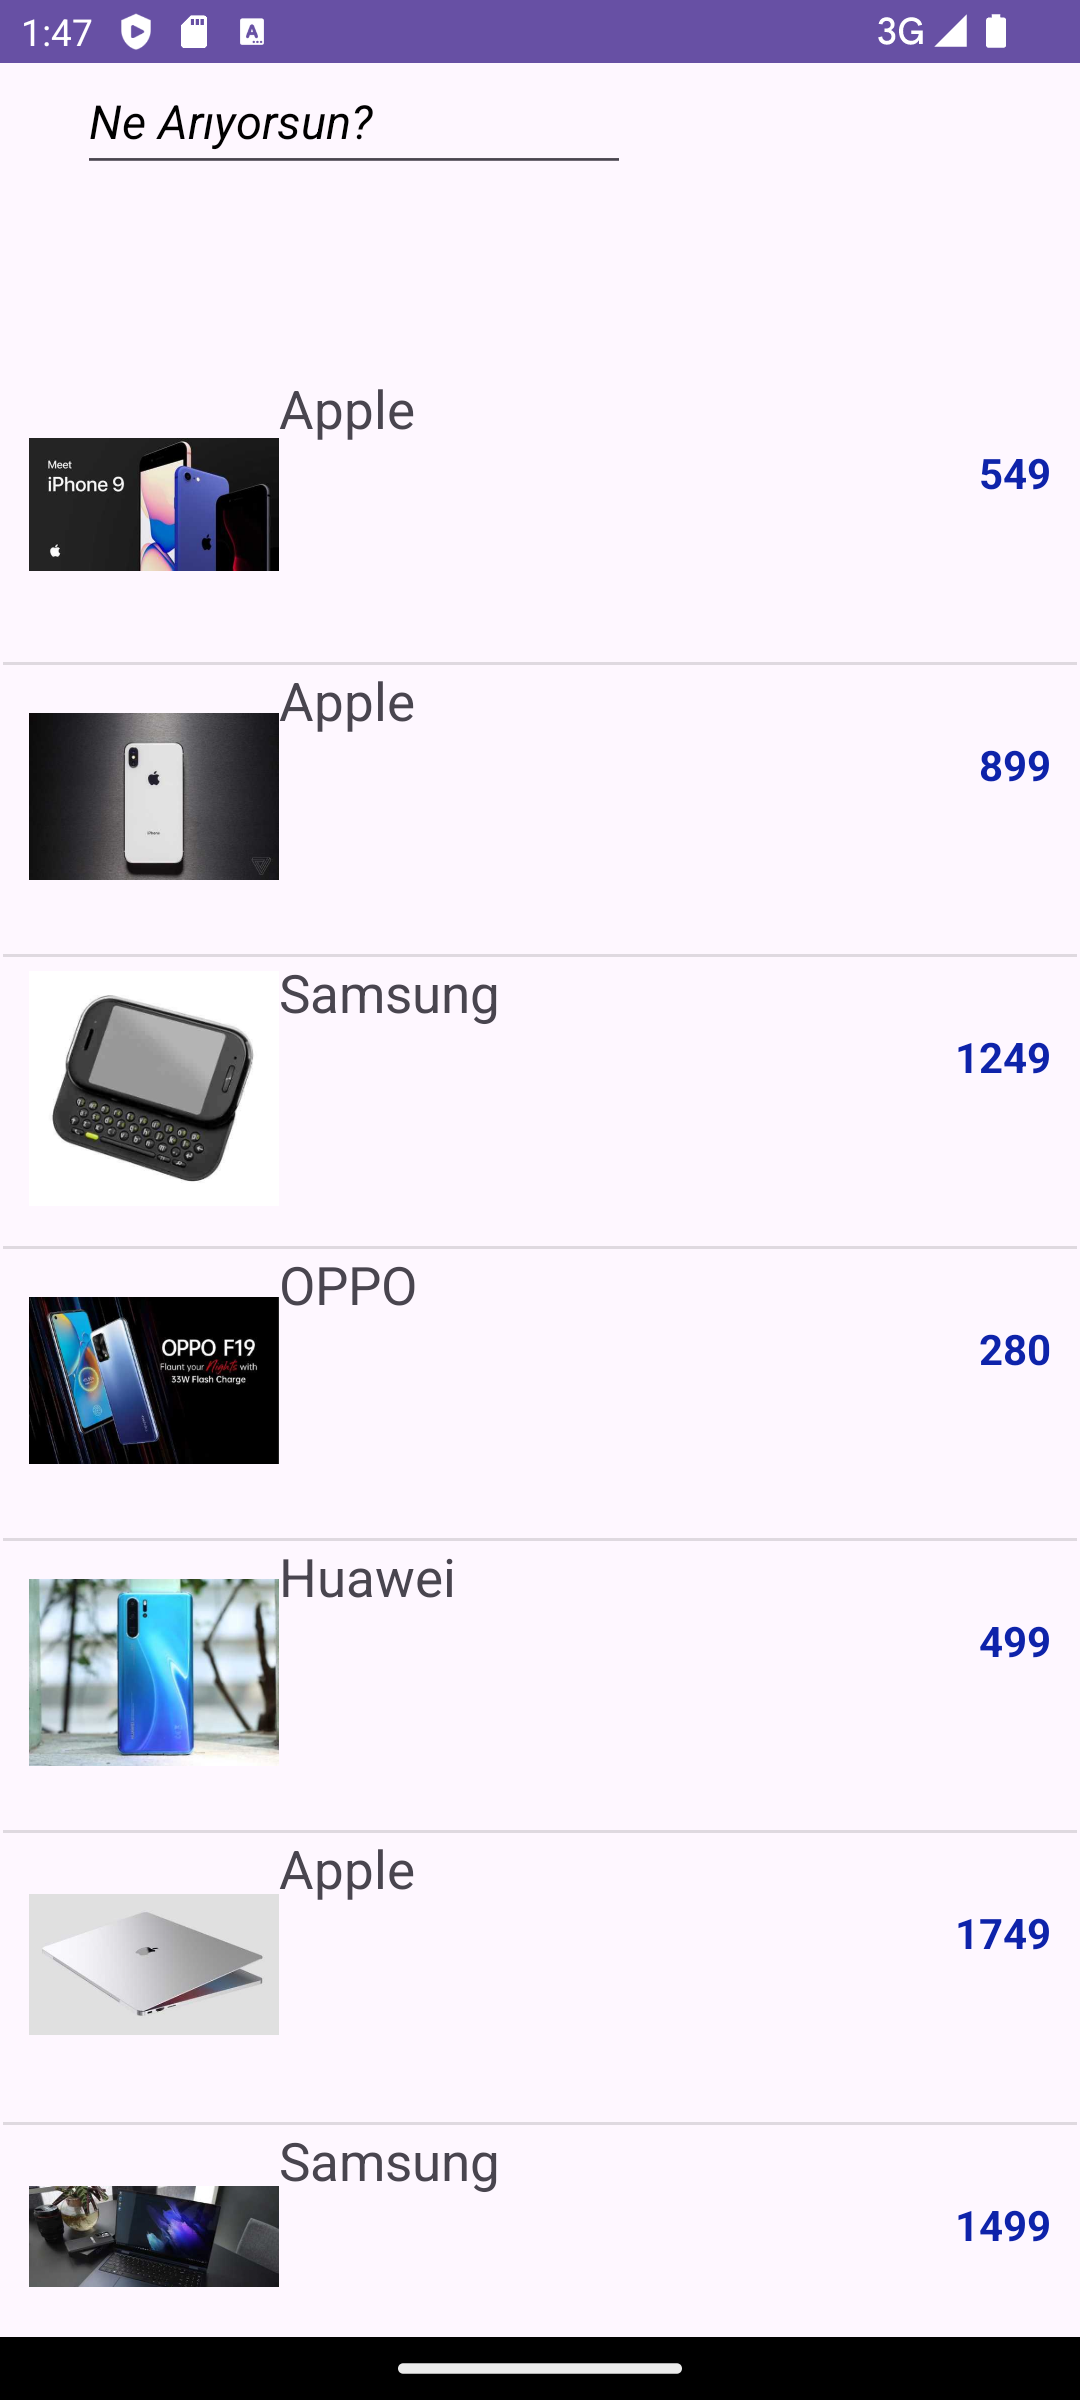 1:47
3G
Ne Arıyorsun?
Apple
Meet
iPhone 9
549
Apple
899
Samsung
1249
OPPO
OPPO F19
Flaunt your Nights with
33W Flash Charge
280
Huawei
499
Apple
1749
Samsung
1499